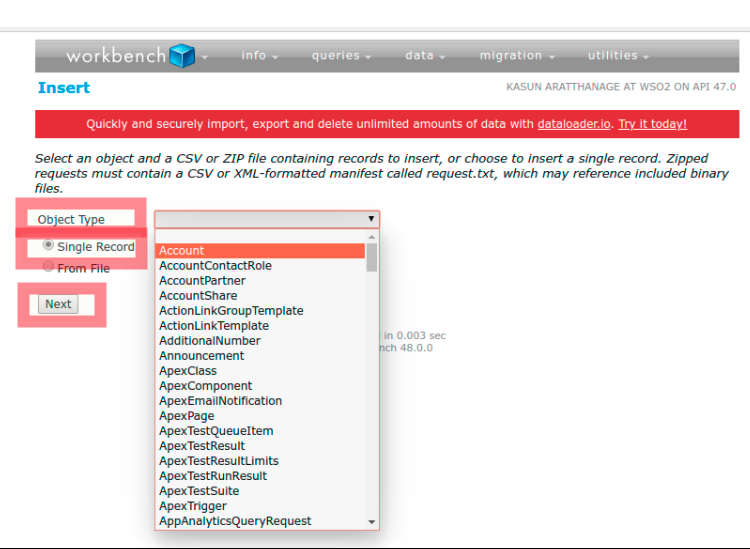 workbench info queries data migration utilities
Insert KASUN ARATTHANAGE AT WSO2 ON API 47.0
Quickly and securely import, export and delete unlimited amounts of data with dataloader.io. Try it today!
Select an object and a CSV or ZIP file containing records to insert, or choose to insert a single record. Zipped
requests must contain a CSV or XML-formatted manifest called request.txt, which may reference included binary
files.
Object Type
Single Record
From File
Next
Account
AccountContactRole
AccountPartner
AccountShare
ActionLinkGroupTemplate
ActionLinkTemplate
AdditionalNumber
Announcement
ApexClass
ApexComponent
ApexEmailNotification
ApexPage
ApexTestQueueItem
ApexTestResult
ApexTestResultLimits
ApexTestRunResult
ApexTestSuite
ApexTrigger
AppAnalyticsQueryRequest
in 0.003 sec
nch 48.0.0